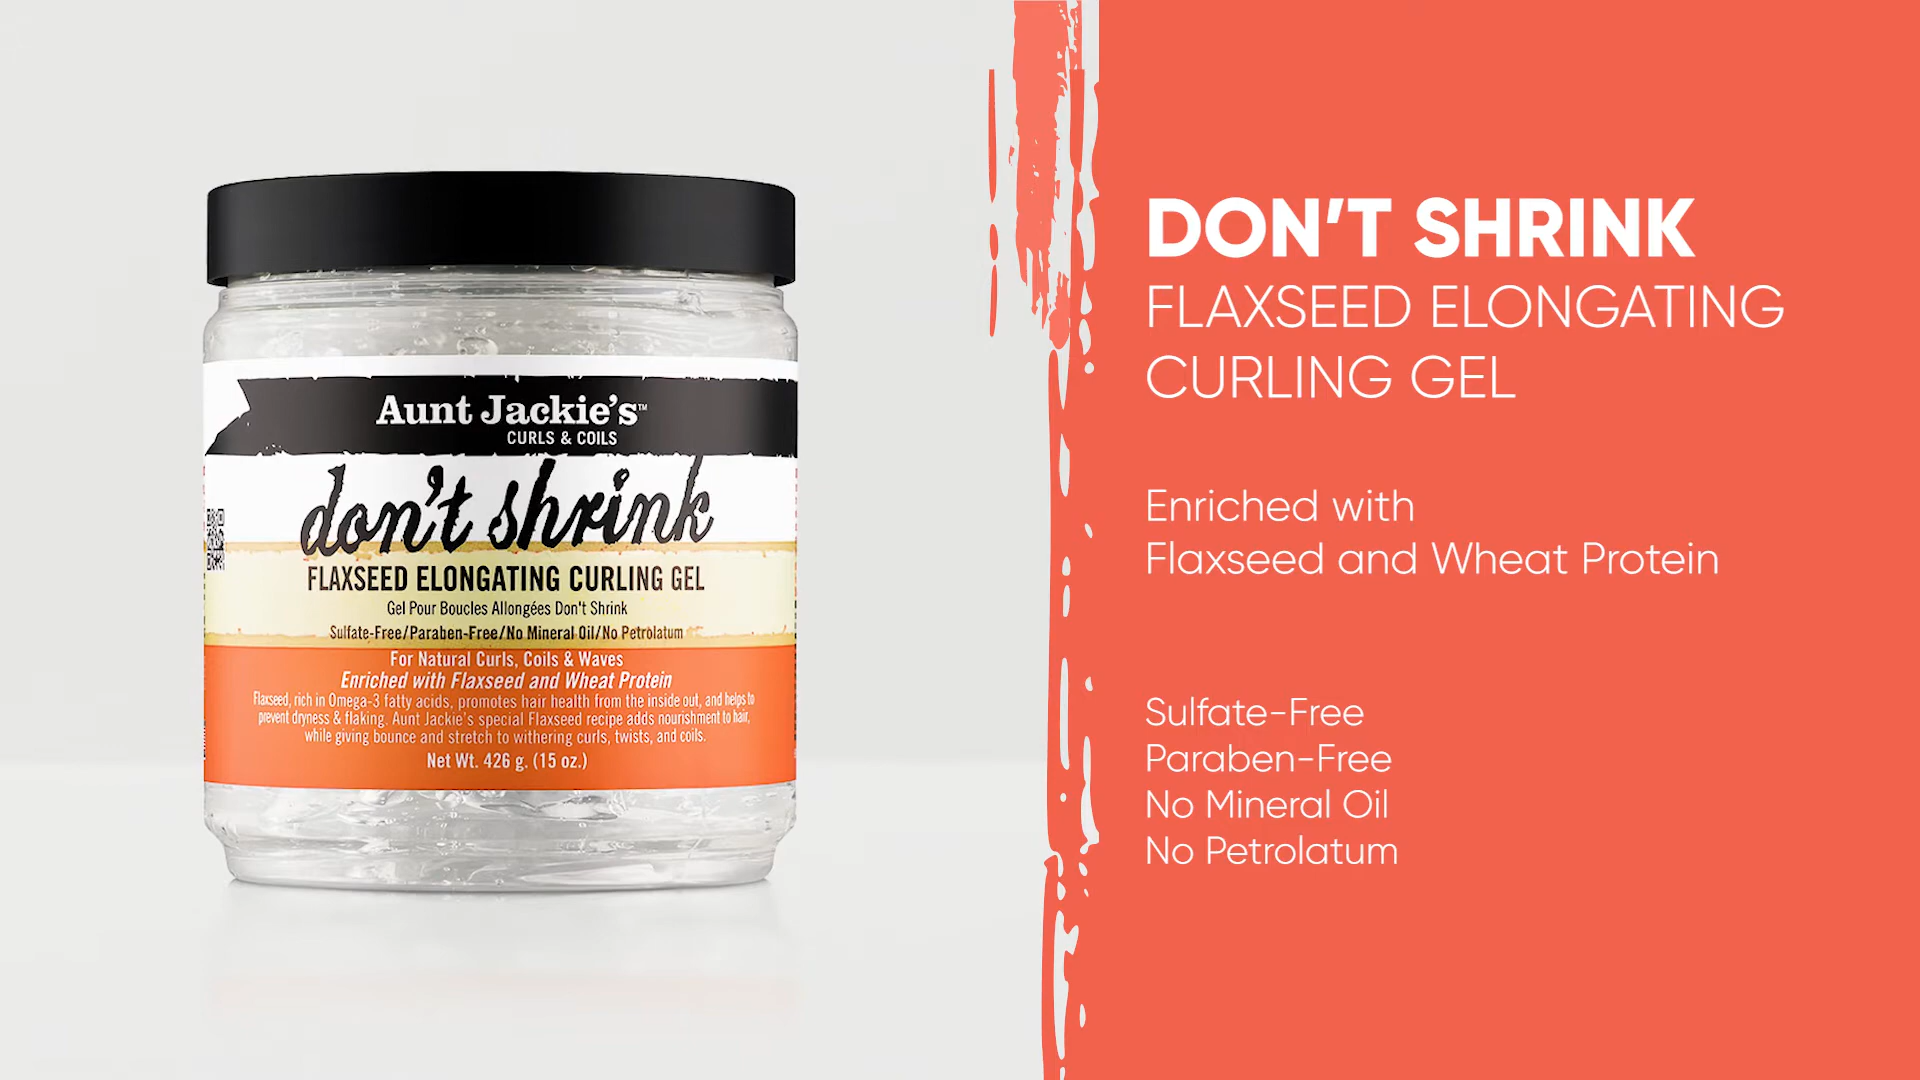 Aunt Jackie's™
CURLS & COILS
don't shrink
FLAXSEED ELONGATING CURLING GEL
Gel Pour Boucles Allongées Don't Shrink
Sulfate-Free/Paraben-Free/No Mineral Oil/No Petrolatum
For Natural Curls, Coils & Waves
Enriched with Flaxseed and Wheat Protein
Flaxseed, rich in Omega-3 fatty acids, promotes hair health from the inside out, and helps to
prevent dryness & flaking. Aunt Jackie's special Flaxseed recipe adds nourishment to hair,
while giving bounce and stretch to withering curls, twists, and coils.
Net Wt. 426 g. (15 oz.)
DON'T SHRINK
FLAXSEED ELONGATING
CURLING GEL
Enriched with
Flaxseed and Wheat Protein
Sulfate-Free
Paraben-Free
No Mineral Oil
No Petrolatum